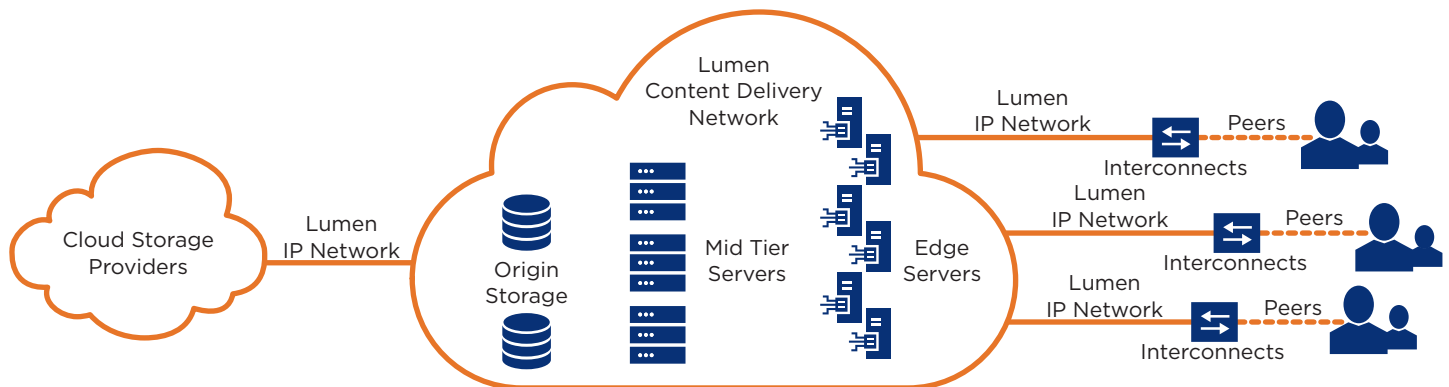 Cloud Storage
Providers
Lumen
IP Network
Lumen
Content Delivery
Network
Origin
Storage
Mid Tier
Servers
Edge
Servers
Lumen
IP Network
Interconnects
Peers
Lumen
IP Network
Interconnects
Peers
Lumen
IP Network
Interconnects
Peers